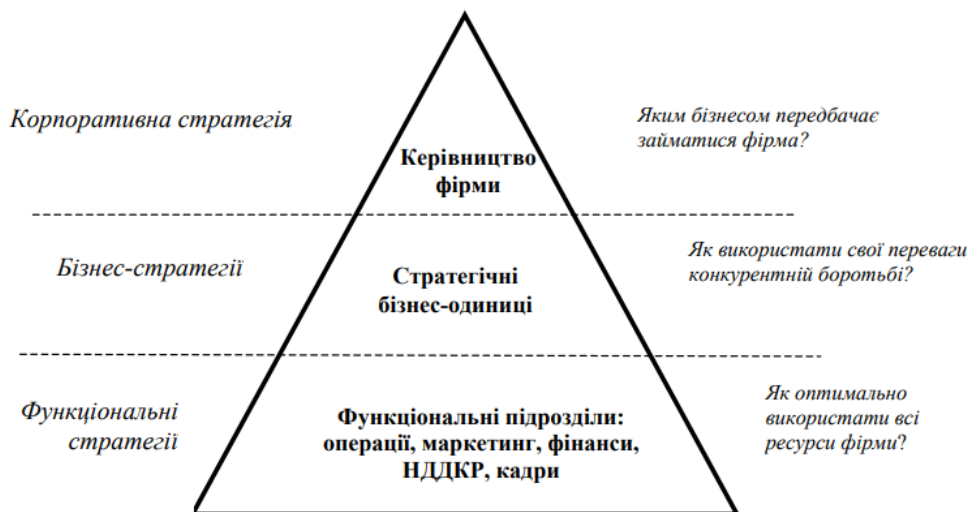 Корпоративна стратегія
Керівництво
фірми
Яким бізнесом передбачає
займатися фірма?
Бізнес-стратегії
Стратегічні
бізнес-одиниці
Як використати свої переваги
конкурентній боротьбі?
Функціональні
стратегії
Функціональні підрозділи:
операції, маркетинг, фінанси,
НДДКР, кадри
Як оптимально
використати всі
ресурси фірми?